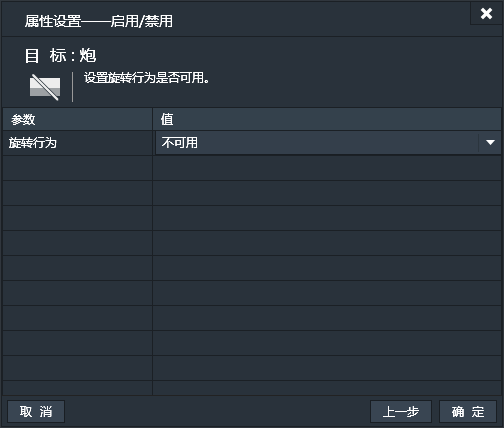 属性设置——启用/禁用
目 标 : 炮
设置旋转行为是否可用。
参数 值
旋转行为 不可用
取 消 上一步 确 定